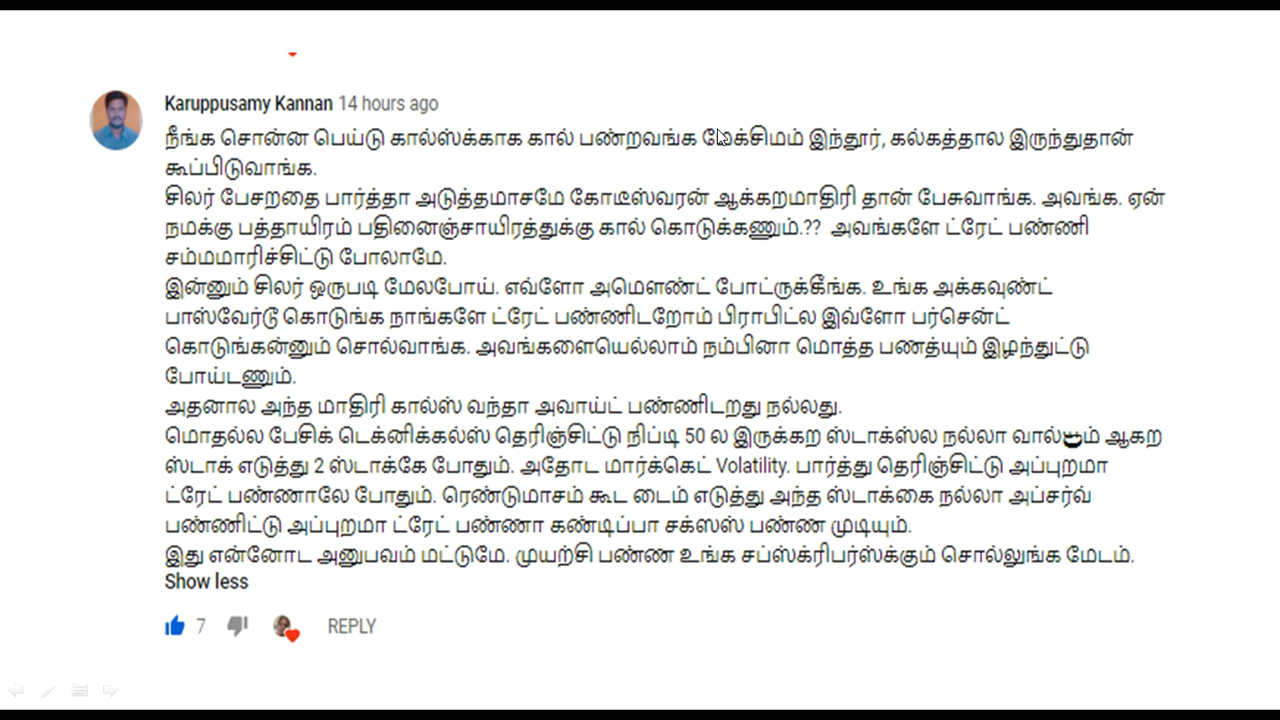 Karuppusamy Kannan 14 hours ago
நீங்க சொன்ன பெய்டு கால்ஸ்க்காக கால் பண்றவங்க மேக்சிமம் இந்தூர், கல்கத்தால இருந்துதான்
கூப்பிடுவாங்க.
சிலர் பேசறதை பார்த்தா அடுத்தமாசமே கோடீஸ்வரன் ஆக்கறமாதிரி தான் பேசுவாங்க. அவங்க. ஏன்
நமக்கு பத்தாயிரம் பதினைஞ்சாயிரத்துக்கு கால் கொடுக்கணும்.?? அவங்களே ட்ரேட் பண்ணி
சம்மமாரிச்சிட்டு போலாமே.
இன்னும் சிலர் ஒருபடி மேலபோய். எவ்ளோ அமௌண்ட் போட்ருக்கீங்க. உங்க அக்கவுண்ட்
பாஸ்வேர்டூ கொடுங்க நாங்களே ட்ரேட் பண்ணிடறோம் பிராபிட்ல இவ்ளோ பர்சென்ட்
கொடுங்கன்னும் சொல்வாங்க. அவங்களையெல்லாம் நம்பினா மொத்த பணத்யும் இழந்துட்டு
போய்டணும்.
அதனால அந்த மாதிரி கால்ஸ் வந்தா அவாய்ட் பண்ணிடறது நல்லது.
மொதல்ல பேசிக் டெக்னிக்கல்ஸ் தெரிஞ்சிட்டு நிப்டி 50 ல இருக்கற ஸ்டாக்ஸ்ல நல்லா ஆகற
ஸ்டாக் எடுத்து 2 ஸ்டாக்கே போதும். அதோட மார்க்கெட் Volatility. பார்த்து தெரிஞ்சிட்டு அப்புறமா
ட்ரேட் பண்ணாலே போதும். ரெண்டுமாசம் கூட டைம் எடுத்து அந்த ஸ்டாக்கை நல்லா அப்சர்வ்
பண்ணிட்டு அப்புறமா ட்ரேட் பண்ணா கண்டிப்பா சக்ஸஸ் பண்ண முடியும்.
இது என்னோட அனுபவம் மட்டுமே. முயற்சி பண்ண உங்க சப்ஸ்க்ரிபர்ஸ்க்கும் சொல்லுங்க மேடம்.
Show less
7 REPLY